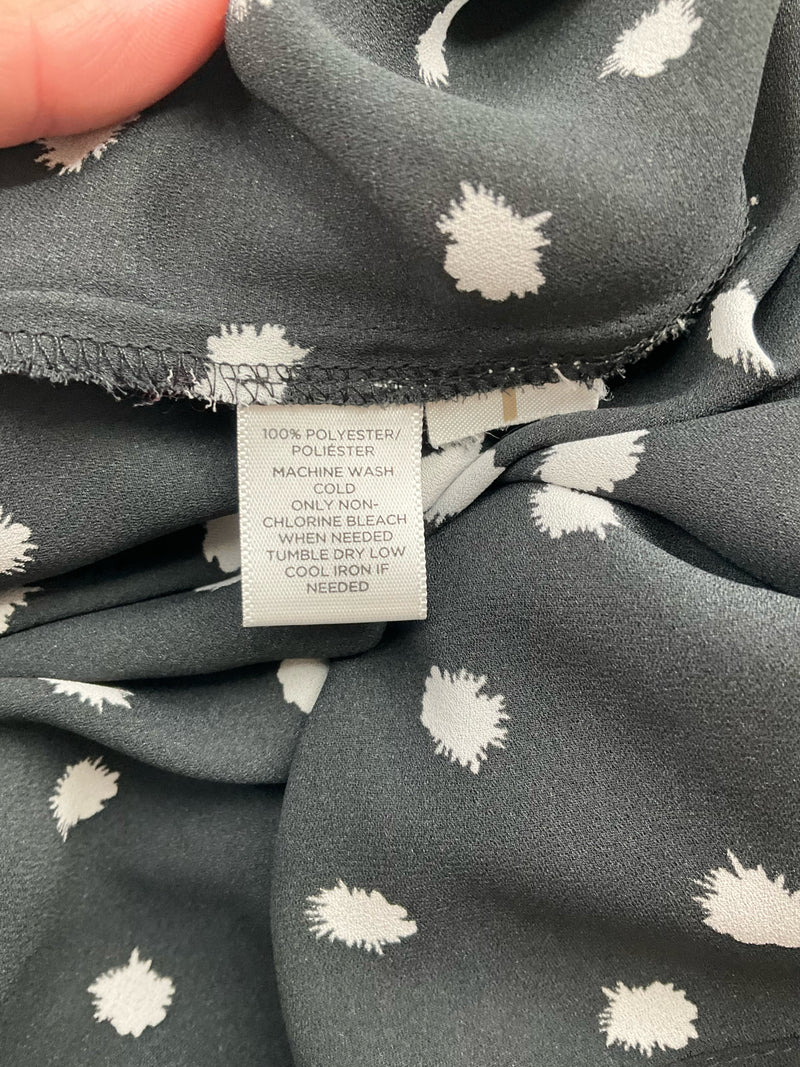 100% POLYESTER/
POLIÉSTER
MACHINE WASH
COLD
ONLY NON-
CHLORINE BLEACH
WHEN NEEDED
TUMBLE DRY LOW
COOL IRON IF
NEEDED